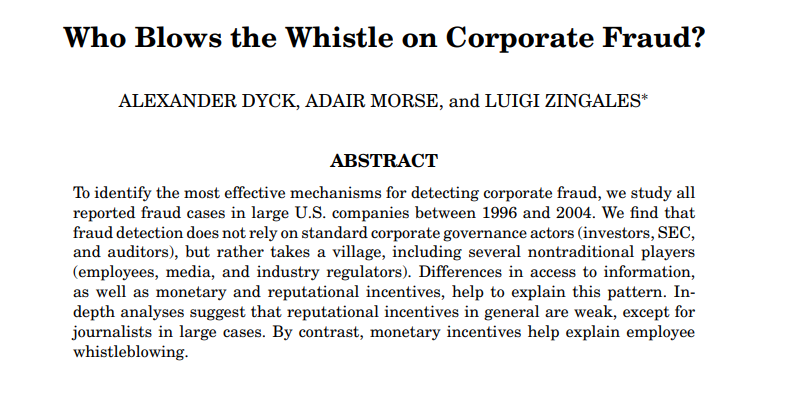 Who Blows the Whistle on Corporate Fraud?
ALEXANDER DYCK, ADAIR MORSE, and LUIGI ZINGALES*
ABSTRACT
To identify the most effective mechanisms for detecting corporate fraud, we study all
reported fraud cases in large U.S. companies between 1996 and 2004. We find that
fraud detection does not rely on standard corporate governance actors (investors, SEC,
and auditors), but rather takes a village, including several nontraditional players
(employees, media, and industry regulators). Differences in access to information,
as well as monetary and reputational incentives, help to explain this pattern. In-
depth analyses suggest that reputational incentives in general are weak, except for
journalists in large cases. By contrast, monetary incentives help explain employee
whistleblowing.